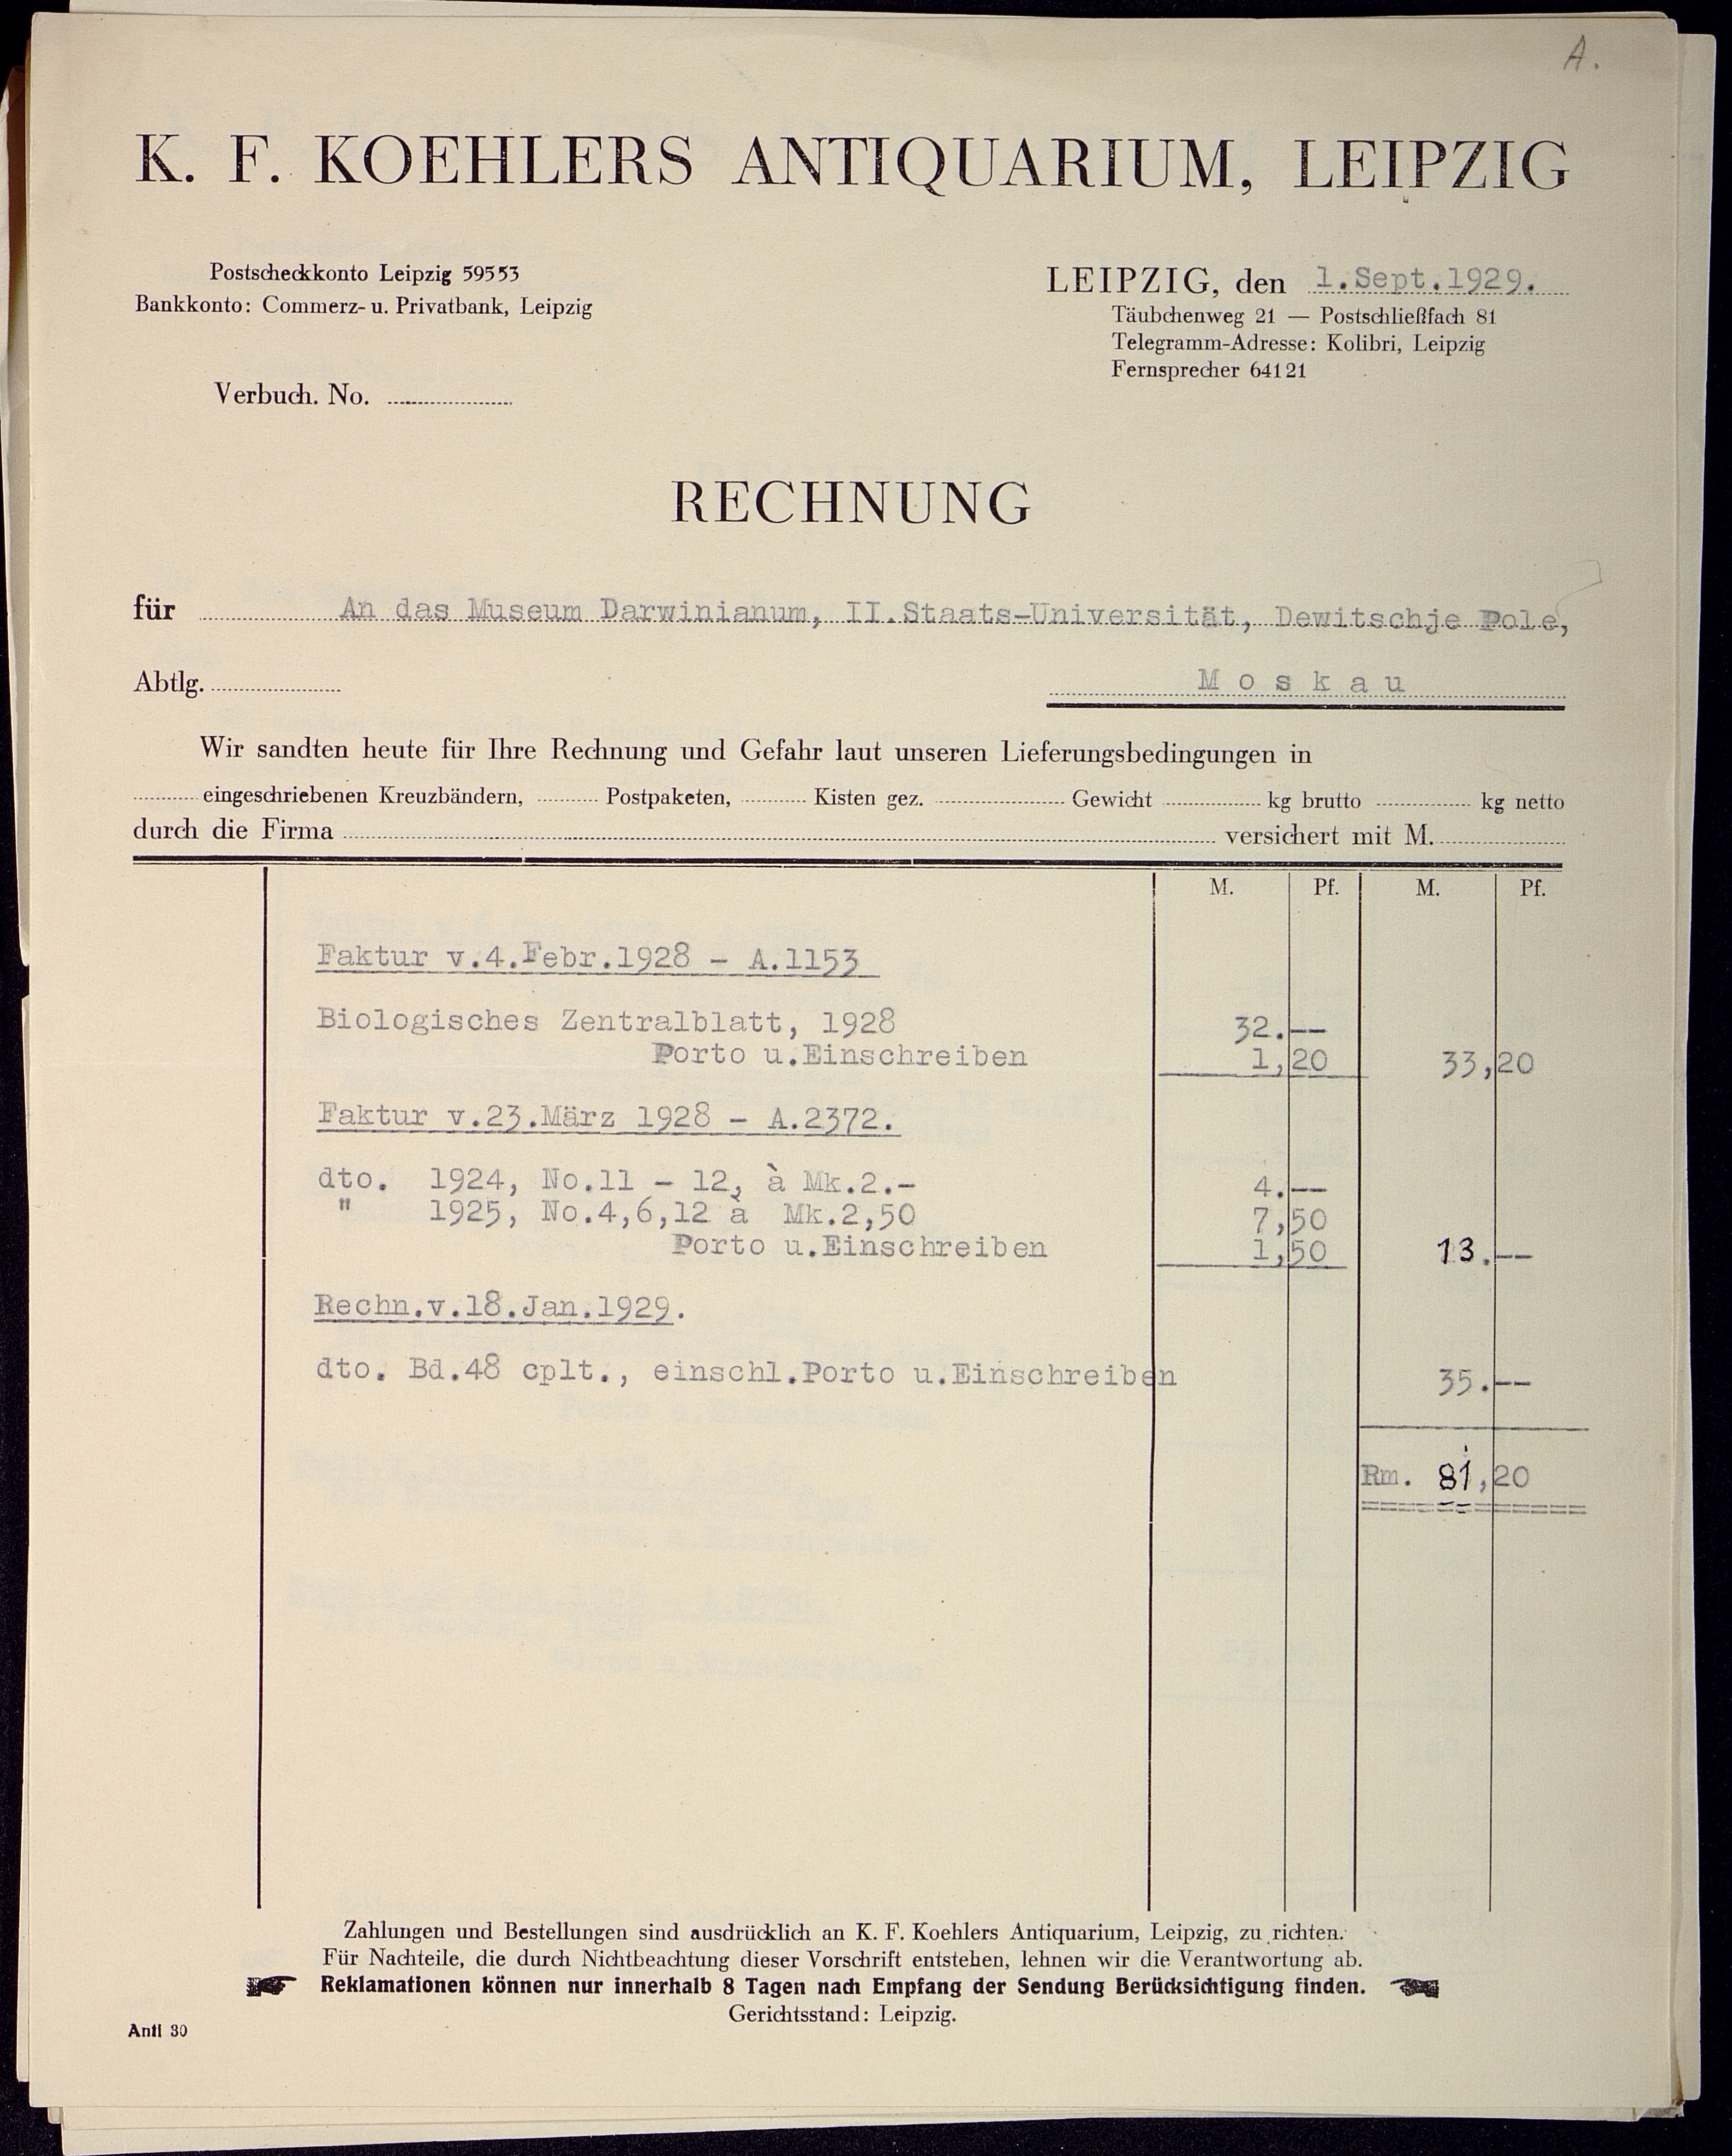 A.
K. F. KOEHLERS ANTIQUARIUM, LEIPZIG
Postscheckkonto Leipzig 59553
Bankkonto: Commerz- u. Privatbank, Leipzig
LEIPZIG, den 1.Sept.1929.
Täubchenweg 21 — Postschließfach 81
Telegramm-Adresse: Kolibri, Leipzig
Fernsprecher 64121
Verbuch. No.
RECHNUNG
für An das Museum Darwinianum, II.Staats-Universität, Dewitschje Pole,
Abtlg. Moskau
Wir sandten heute für Ihre Rechnung und Gefahr laut unseren Lieferungsbedingungen in
eingeschriebenen Kreuzbändern, Postpaketen, Kisten gez. Gewicht kg brutto kg netto
durch die Firma versichert mit M.
M. Pf. M. Pf.
Faktur v.4.Febr.1928 - A.1153
Biologisches Zentralblatt, 1928 32.--
Porto u.Einschreiben 1,20 33,20
Faktur v.23.März 1928 - A.2372.
dto. 1924, No.11 - 12, à Mk.2.- 4.--
" 1925, No.4,6,12 à Mk.2,50 7,50
Porto u.Einschreiben 1,50 13.--
Rechn.v.18.Jan.1929.
dto. Bd.48 cplt., einschl.Porto u.Einschreiben 35.--
Rm. 81,20
Zahlungen und Bestellungen sind ausdrücklich an K. F. Koehlers Antiquarium, Leipzig, zu richten.
Für Nachteile, die durch Nichtbeachtung dieser Vorschrift entstehen, lehnen wir die Verantwortung ab.
Reklamationen können nur innerhalb 8 Tagen nach Empfang der Sendung Berücksichtigung finden.
Gerichtsstand: Leipzig.
Anti 30